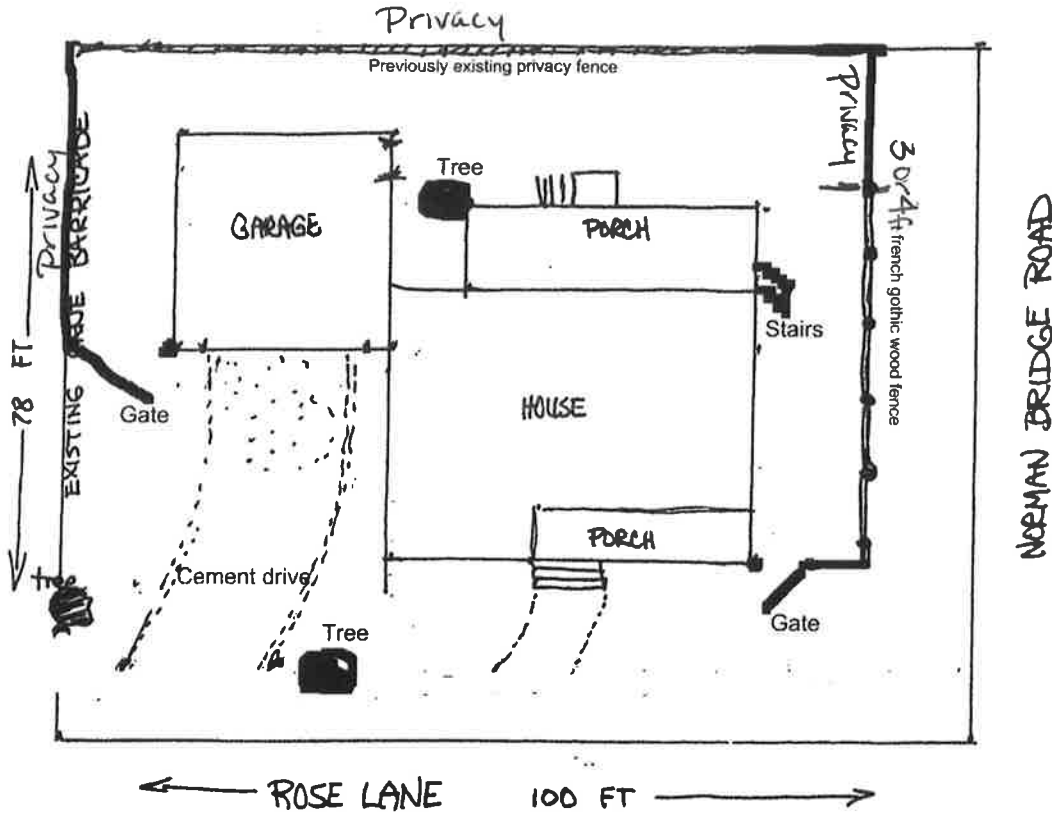 Privacy
Previously existing privacy fence
Privacy
Privacy
EXISTING CANE BARRICADE
78 FT
3 or 4 ft french gothic wood fence
NORMAN BRIDGE ROAD
Tree
GARAGE
PORCH
Stairs
Gate
HOUSE
PORCH
Cement drive
tree
Tree
Gate
ROSE LANE 100 FT